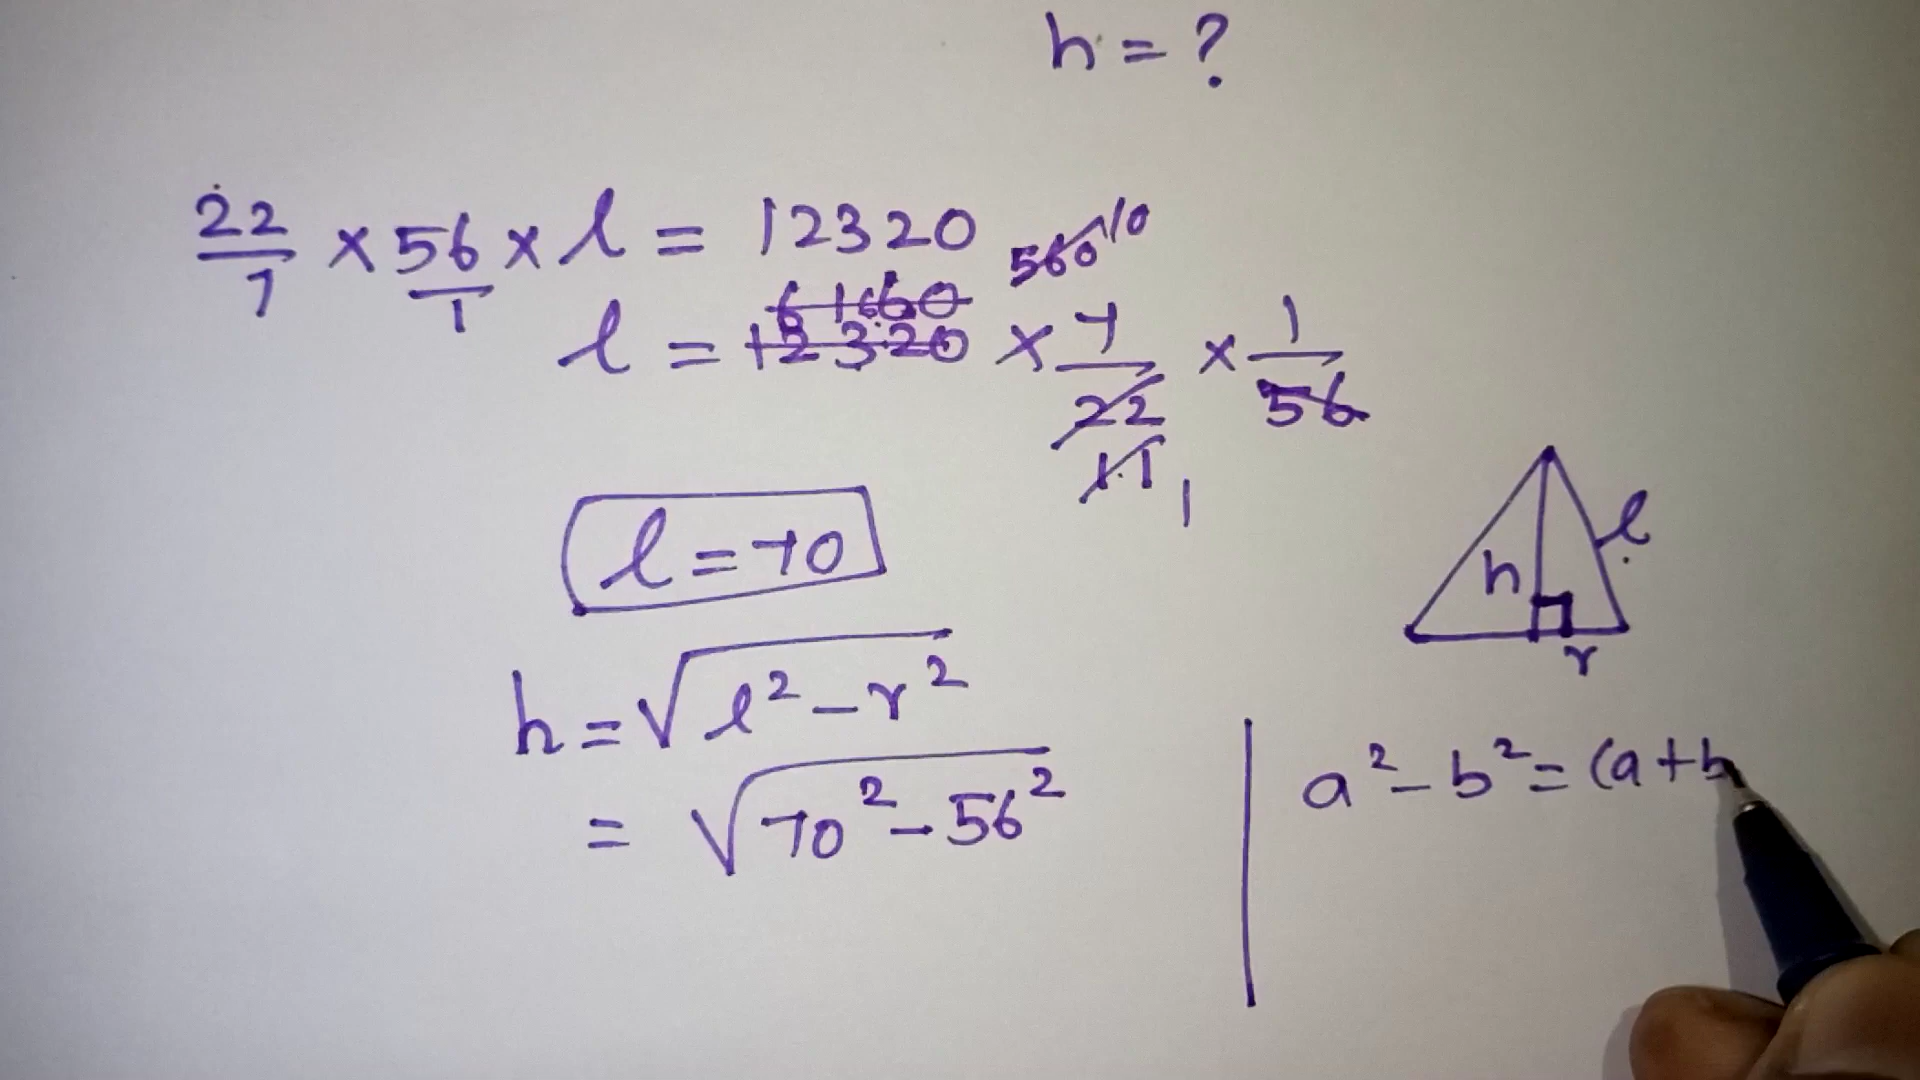 h = ?
22/7 × 56/1 × l = 12320
560 10
6160
l = 12320 × 7/22 × 1/56
11 1
l = 70
l
h
r
h = √l² - r²
= √70² - 56²
a² - b² = (a + b